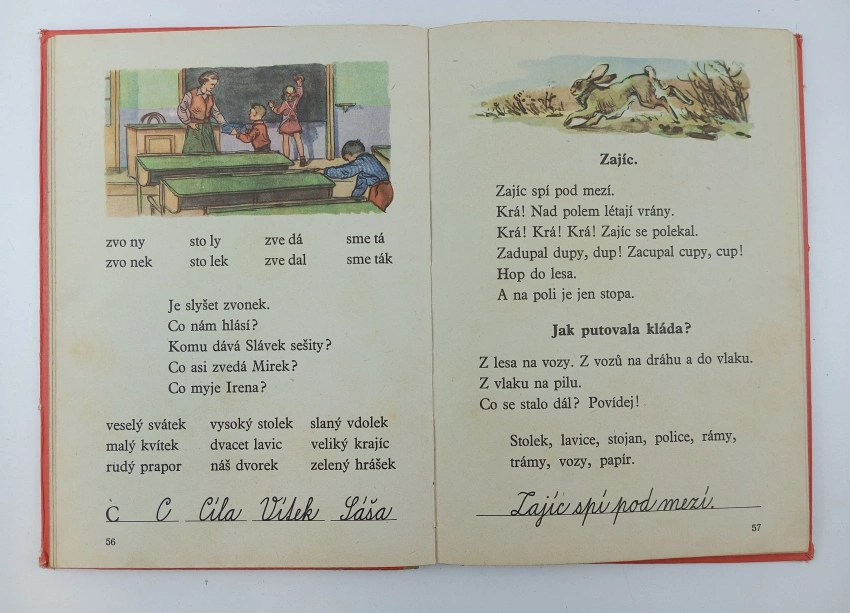 zvo ny sto ly zve dá sme tá
zvo nek sto lek zve dal sme ták
Je slyšet zvonek.
Co nám hlásí?
Komu dává Slávek sešity?
Co asi zvedá Mirek?
Co myje Irena?
veselý svátek vysoký stolek slaný vdolek
malý kvítek dvacet lavic veliký krajíc
rudý prapor náš dvorek zelený hrášek
C C Cíla Vítek Sáša
56
Zajíc.
Zajíc spí pod mezí.
Krá! Nad polem létají vrány.
Krá! Krá! Krá! Zajíc se polekal.
Zadupal dupy, dup! Zacupal cupy, cup!
Hop do lesa.
A na poli je jen stopa.
Jak putovala kláda?
Z lesa na vozy. Z vozů na dráhu a do vlaku.
Z vlaku na pilu.
Co se stalo dál? Povídej!
Stolek, lavice, stojan, police, rámy,
trámy, vozy, papír.
Zajíc spí pod mezí.
57